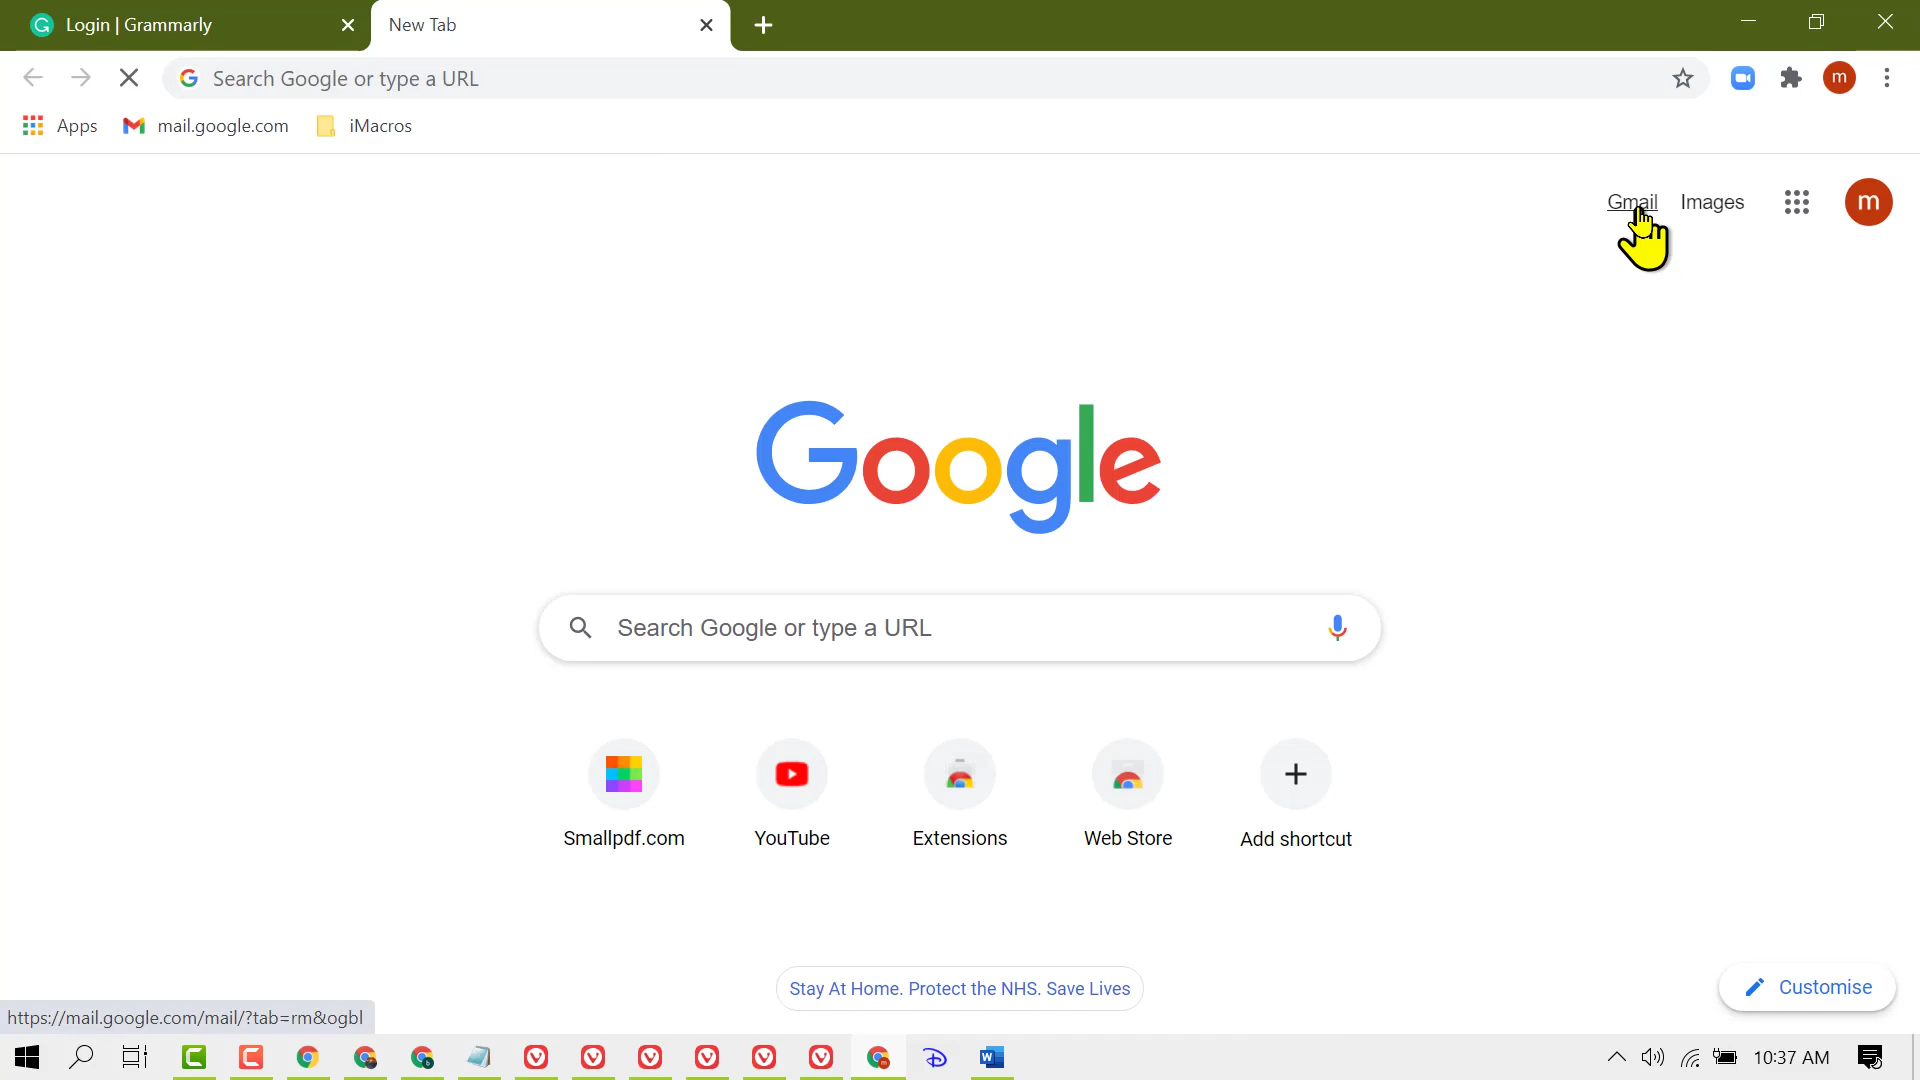 Login | Grammarly
New Tab
Search Google or type a URL
m
Apps
mail.google.com
iMacros
Gmail
Images
m
Google
Search Google or type a URL
Smallpdf.com
YouTube
Extensions
Web Store
Add shortcut
Stay At Home. Protect the NHS. Save Lives
Customise
https://mail.google.com/mail/?tab=rm&ogbl
10:37 AM